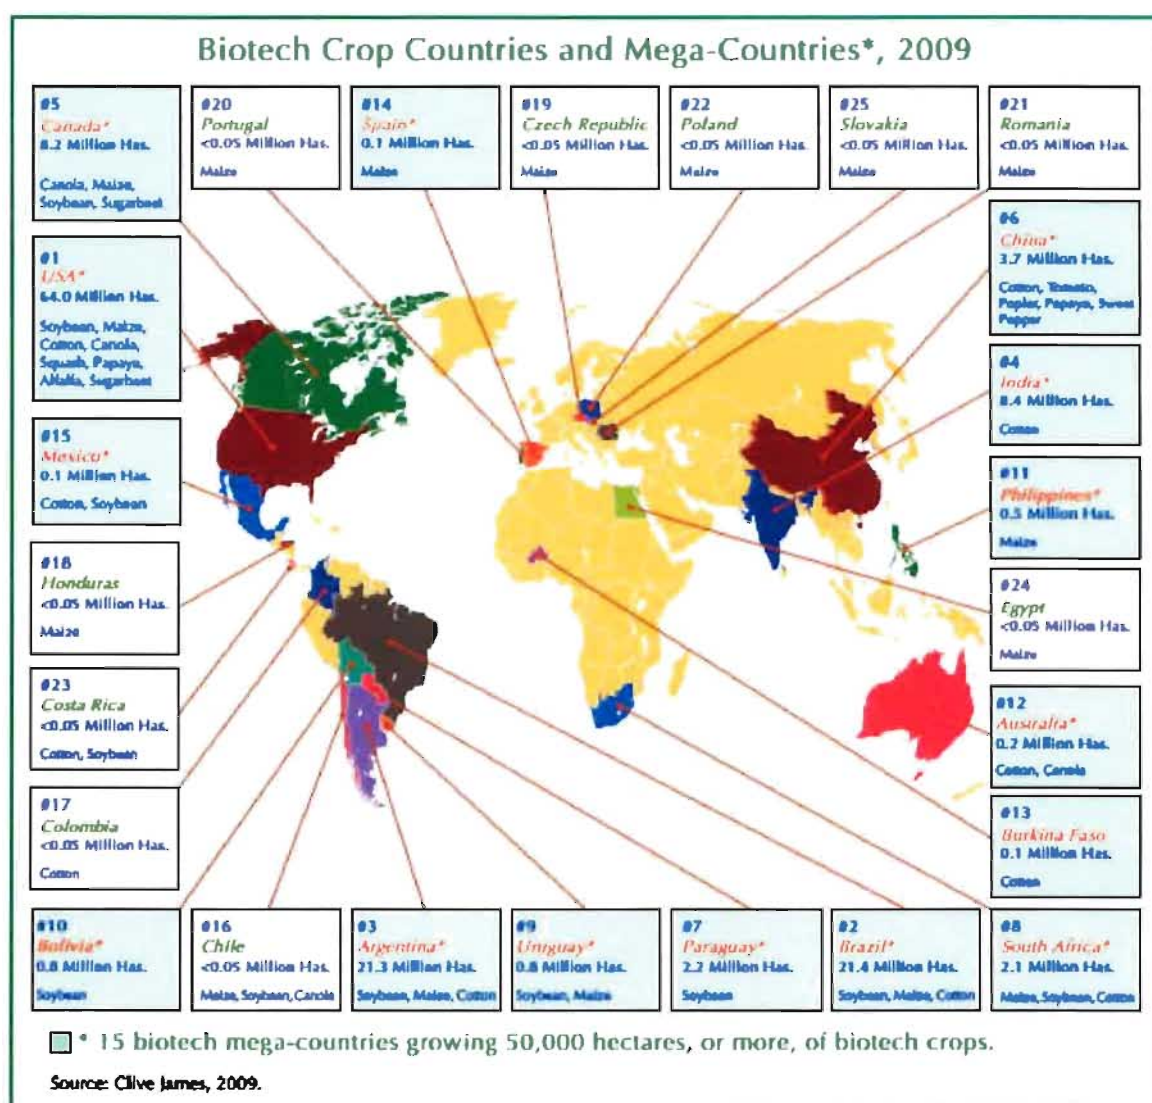 Biotech Crop Countries and Mega-Countries*, 2009
#5
Canada*
8.2 Million Has.
Canola, Maize,
Soybean, Sugarbeet
#20
Portugal
<0.05 Million Has.
Maize
#14
Spain*
0.1 Million Has.
Maize
#19
Czech Republic
<0.05 Million Has.
Maize
#22
Poland
<0.05 Million Has.
Maize
#25
Slovakia
<0.05 Million Has.
Maize
#21
Romania
<0.05 Million Has.
Maize
#1
USA*
64.0 Million Has.
Soybean, Maize,
Cotton, Canola,
Squash, Papaya,
Alfalfa, Sugarbeet
#6
China*
3.7 Million Has.
Cotton, Tomato,
Poplar, Papaya, Sweet
Pepper
#4
India*
8.4 Million Has.
Cotton
#15
Mexico*
0.1 Million Has.
Cotton, Soybean
#11
Philippines*
0.5 Million Has.
Maize
#18
Honduras
<0.05 Million Has.
Maize
#24
Egypt
<0.05 Million Has.
Maize
#23
Costa Rica
<0.05 Million Has.
Cotton, Soybean
#12
Australia*
0.2 Million Has.
Cotton, Canola
#17
Colombia
<0.05 Million Has.
Cotton
#13
Burkina Faso
0.1 Million Has.
Cotton
#10
Bolivia*
0.8 Million Has.
Soybean
#16
Chile
<0.05 Million Has.
Maize, Soybean, Canola
#3
Argentina*
21.3 Million Has.
Soybean, Maize, Cotton
#9
Uruguay*
0.8 Million Has.
Soybean, Maize
#7
Paraguay*
2.2 Million Has.
Soybean
#2
Brazil*
21.4 Million Has.
Soybean, Maize, Cotton
#8
South Africa*
2.1 Million Has.
Maize, Soybean, Cotton
* 15 biotech mega-countries growing 50,000 hectares, or more, of biotech crops.
Source: Clive James, 2009.